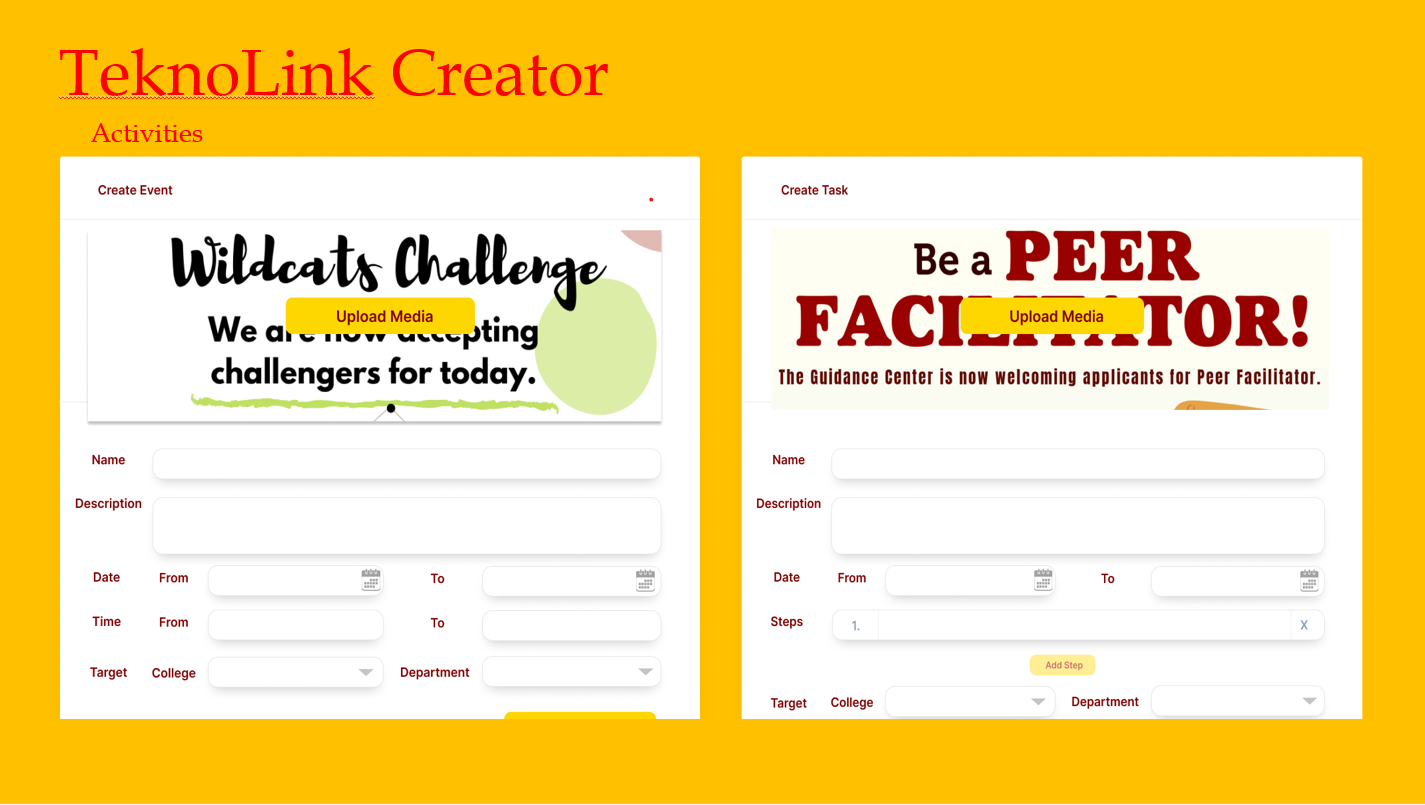 TeknoLink Creator
Activities
Create Event
Wildcats Challenge
Upload Media
We are now accepting
challengers for today.
Name
Description
Date From To
Time From To
Target College Department
Create Task
Be a PEER
FACILITATOR!
Upload Media
The Guidance Center is now welcoming applicants for Peer Facilitator.
Name
Description
Date From To
Steps 1. X
Add Step
Target College Department